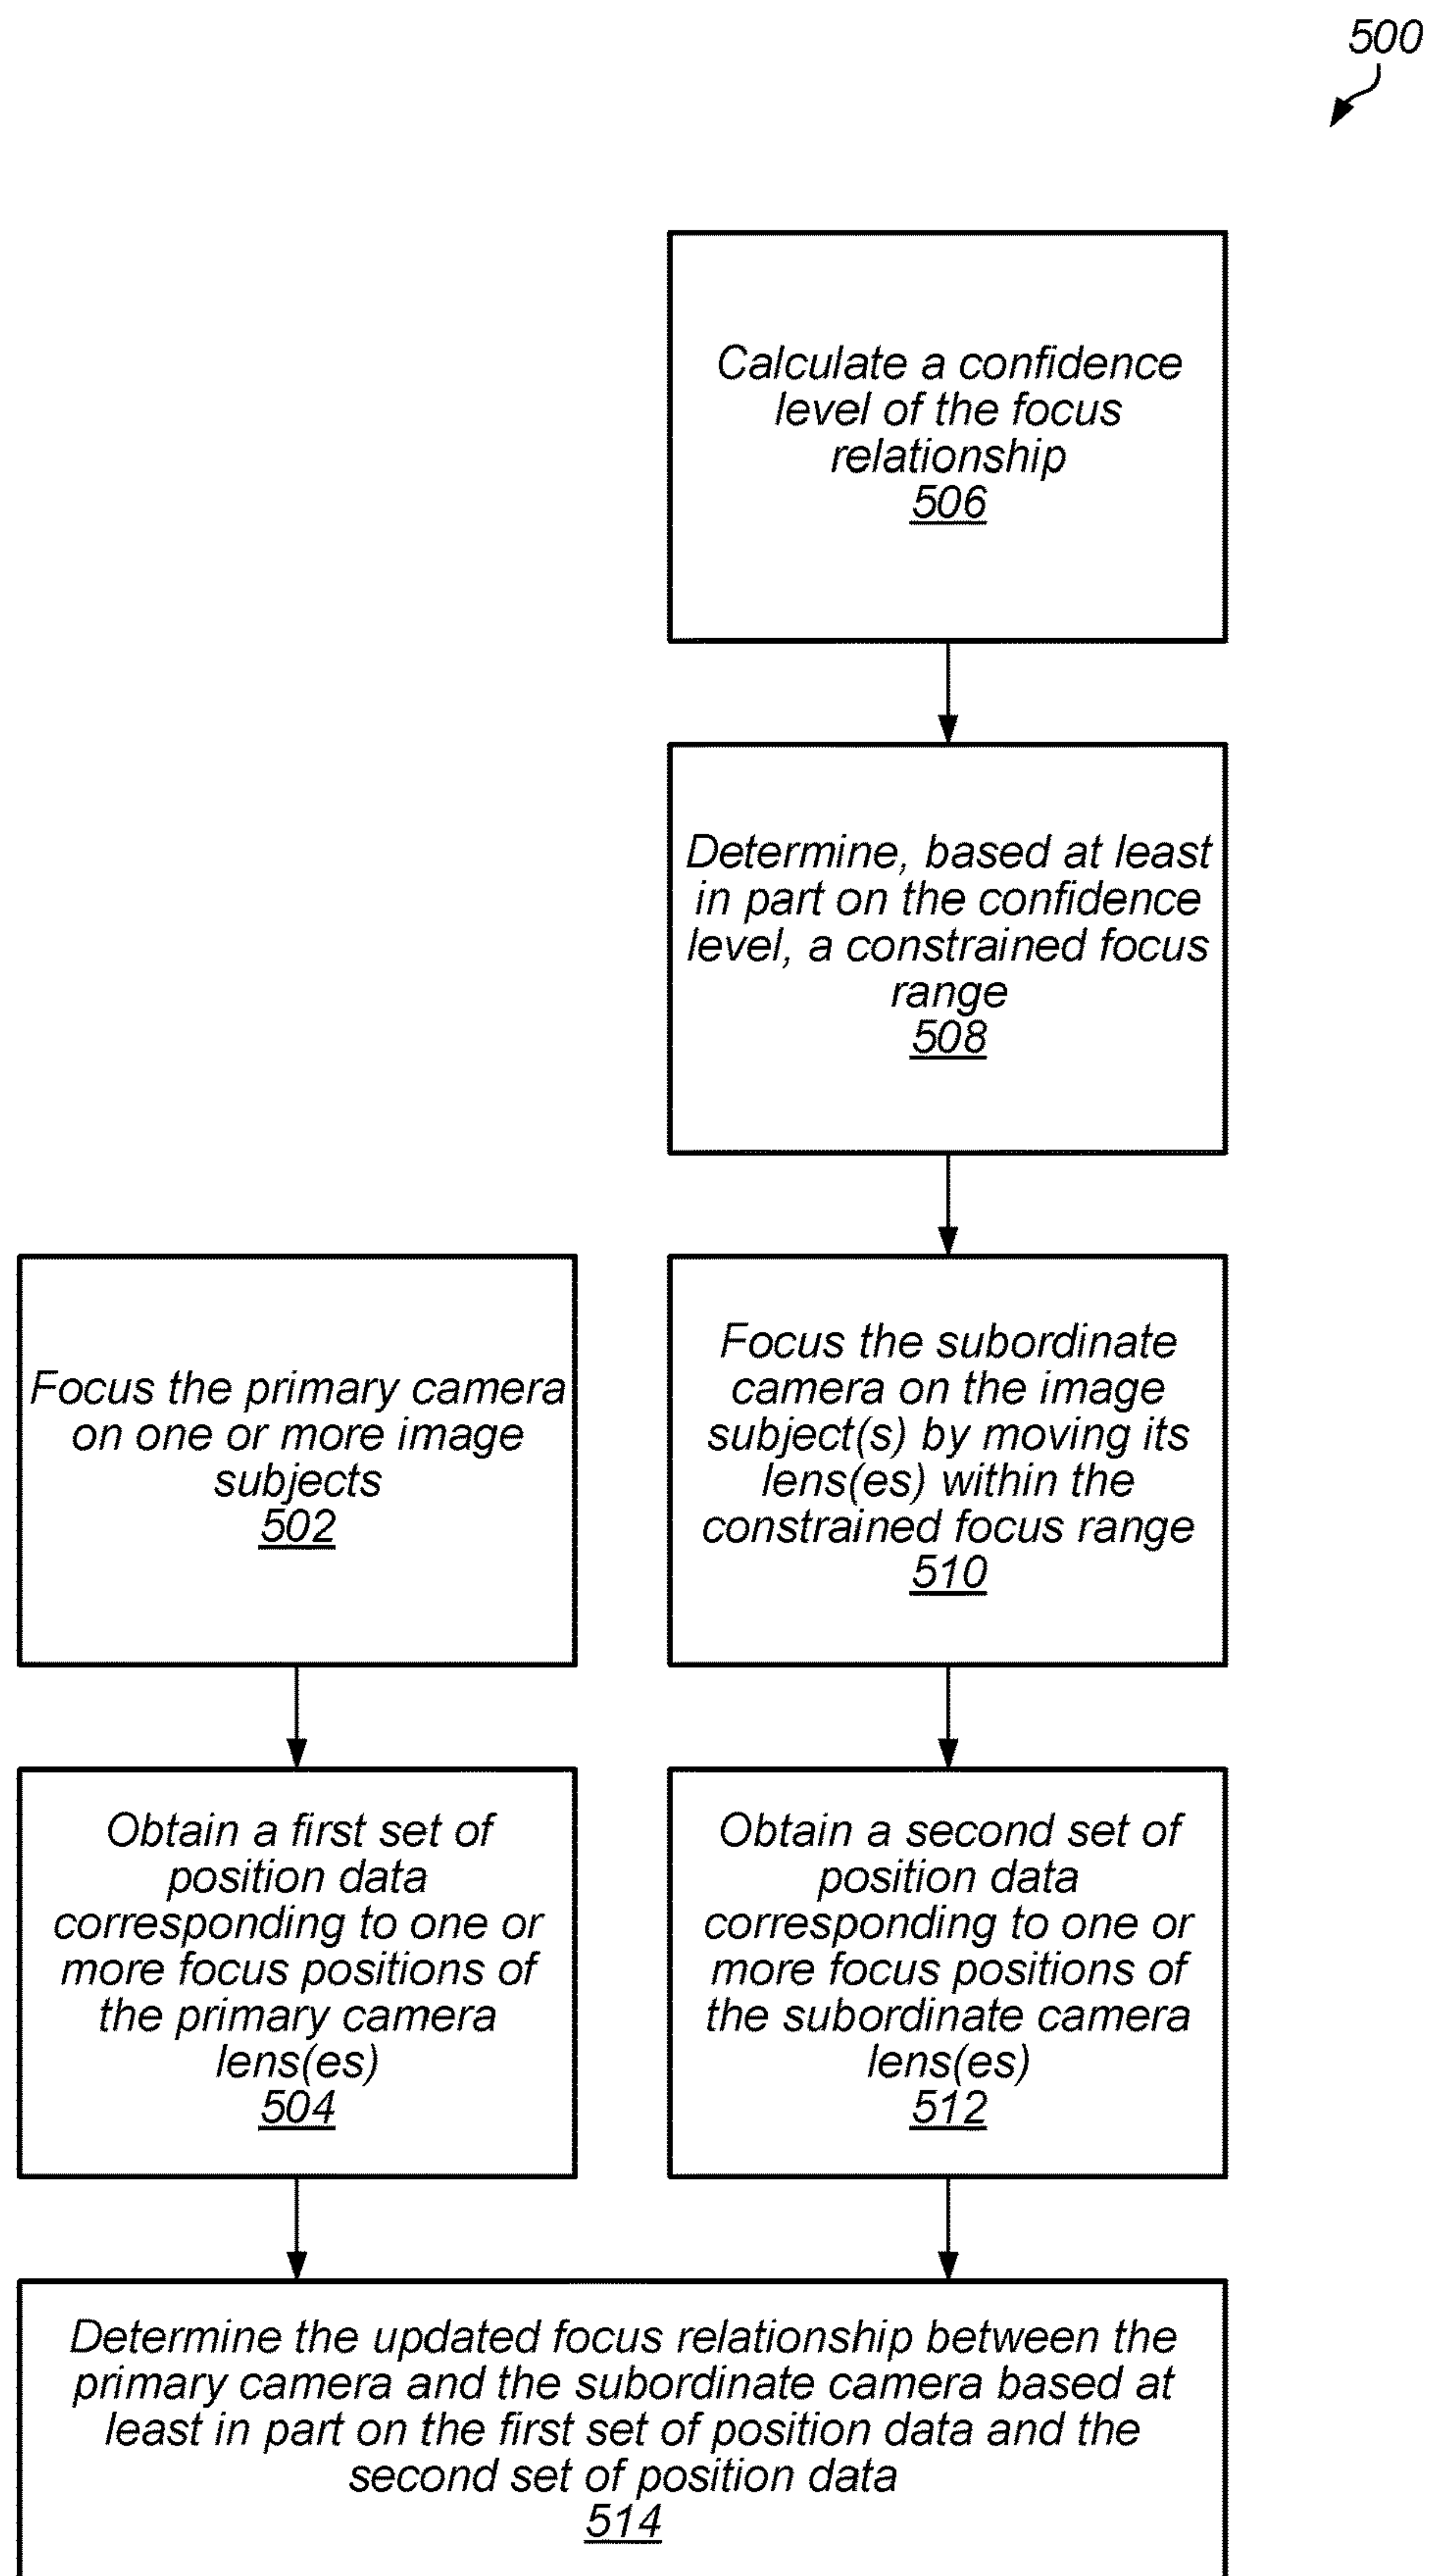 500
Calculate a confidence
level of the focus
relationship
506
Determine, based at least
in part on the confidence
level, a constrained focus
range
508
Focus the primary camera
on one or more image
subjects
502
Focus the subordinate
camera on the image
subject(s) by moving its
lens(es) within the
constrained focus range
510
Obtain a first set of
position data
corresponding to one or
more focus positions of
the primary camera
lens(es)
504
Obtain a second set of
position data
corresponding to one or
more focus positions of
the subordinate camera
lens(es)
512
Determine the updated focus relationship between the
primary camera and the subordinate camera based at
least in part on the first set of position data and the
second set of position data
514